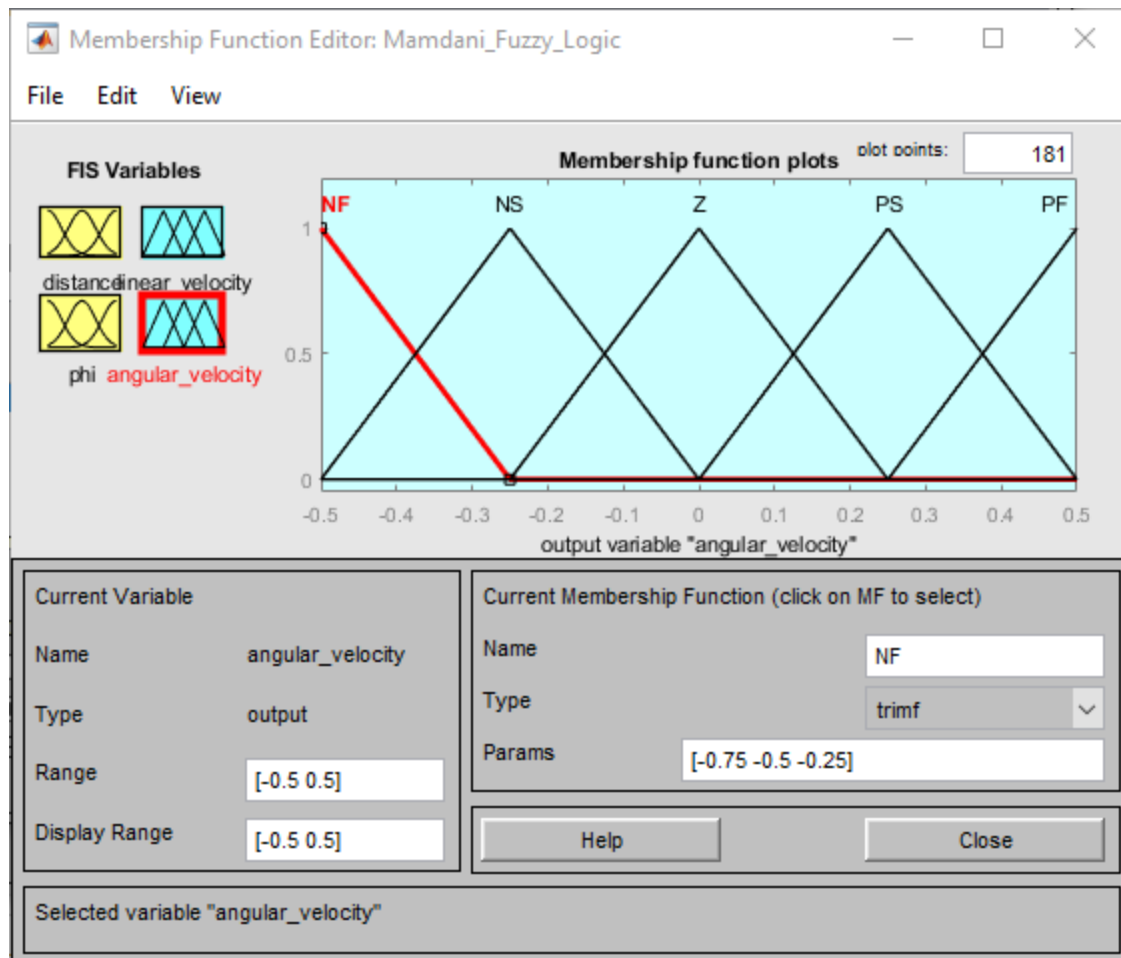 Membership Function Editor: Mamdani_Fuzzy_Logic
File Edit View
FIS Variables
Membership function plots
plot points:
181
distance
linear_velocity
phi
angular_velocity
NF NS Z PS PF
1
0.5
0
-0.5 -0.4 -0.3 -0.2 -0.1 0 0.1 0.2 0.3 0.4 0.5
output variable "angular_velocity"
Current Variable
Name angular_velocity
Type output
Range [-0.5 0.5]
Display Range [-0.5 0.5]
Current Membership Function (click on MF to select)
Name NF
Type trimf
Params [-0.75 -0.5 -0.25]
Help Close
Selected variable "angular_velocity"